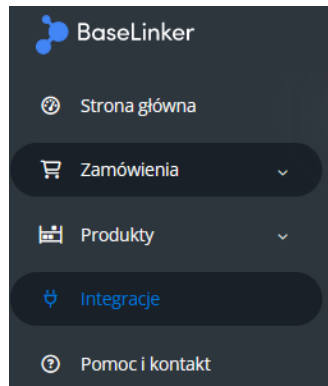 BaseLinker
Strona główna
Zamówienia
Produkty
Integracje
Pomoc i kontakt